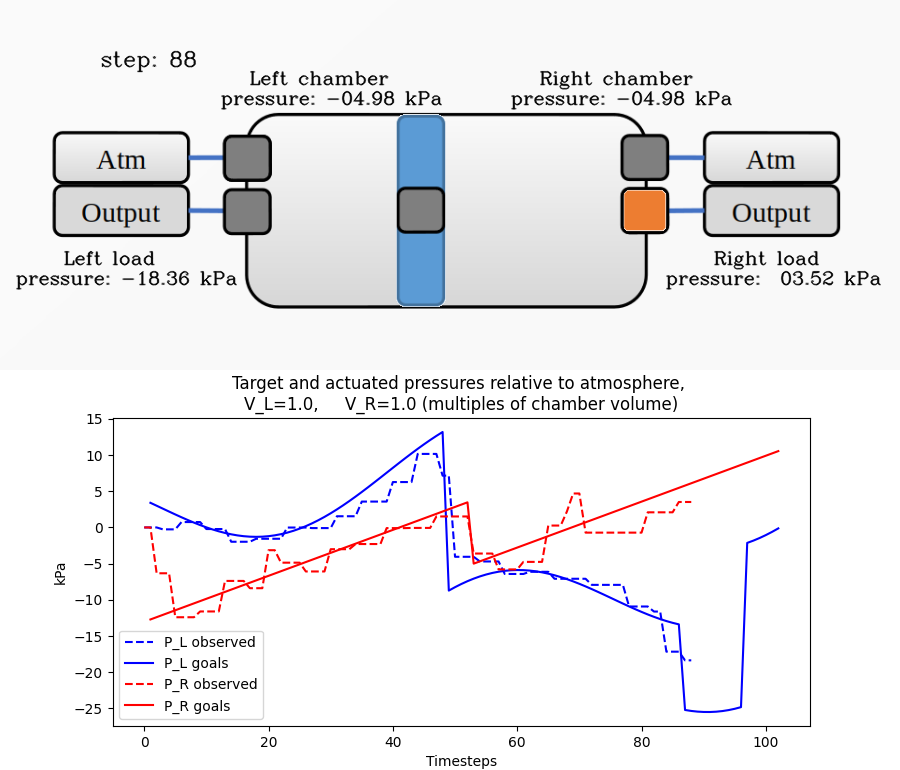 step: 88
Left chamber
pressure: −04.98 kPa
Right chamber
pressure: −04.98 kPa
Atm
Output
Atm
Output
Left load
pressure: −18.36 kPa
Right load
pressure:  03.52 kPa
Target and actuated pressures relative to atmosphere,
V_L=1.0,     V_R=1.0 (multiples of chamber volume)
15
10
5
0
−5
−10
−15
−20
−25
kPa
P_L observed
P_L goals
P_R observed
P_R goals
0 20 40 60 80 100
Timesteps